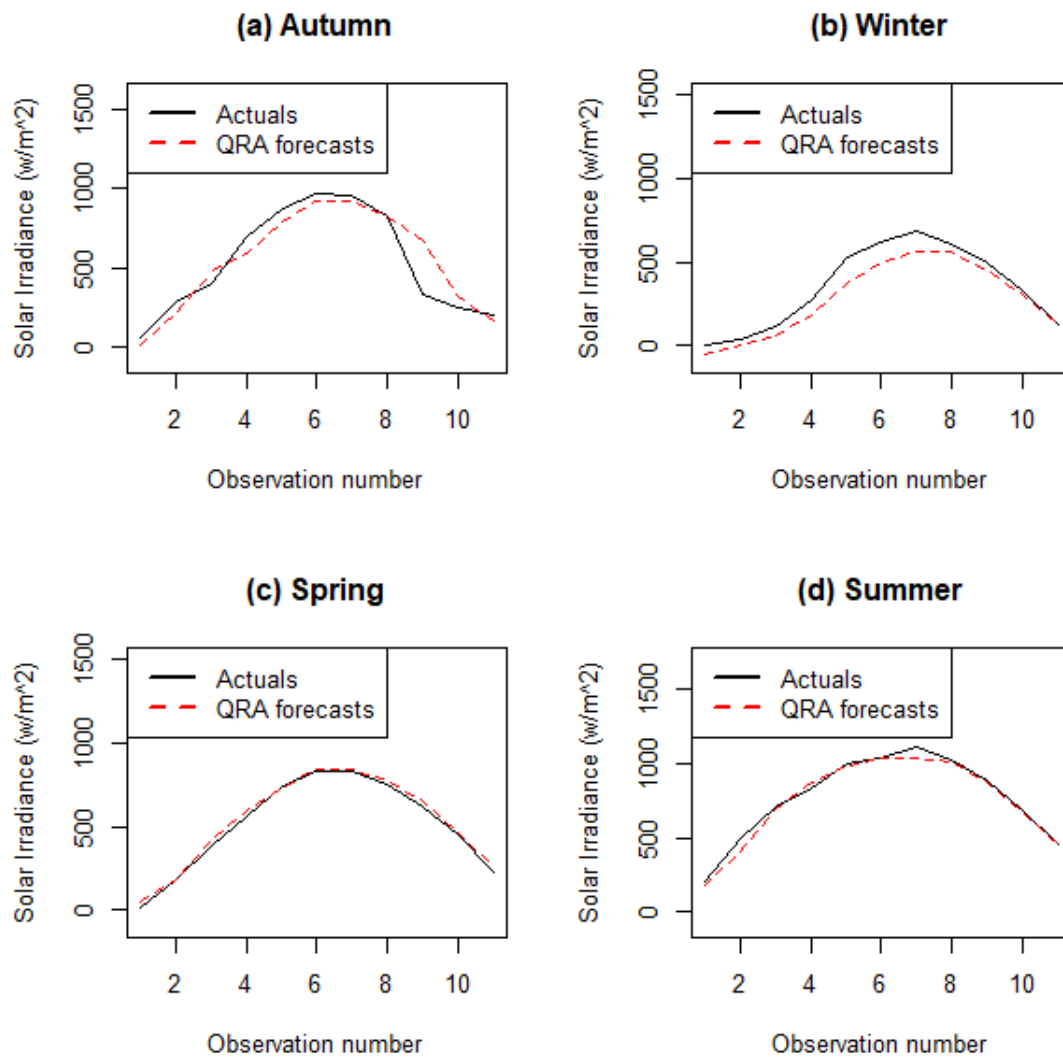 (a) Autumn
Solar Irradiance (w/m^2)
1500
1000
500
0
Actuals
QRA forecasts
2 4 6 8 10
Observation number
(b) Winter
Solar Irradiance (w/m^2)
1500
1000
500
0
Actuals
QRA forecasts
2 4 6 8 10
Observation number
(c) Spring
Solar Irradiance (w/m^2)
1500
1000
500
0
Actuals
QRA forecasts
2 4 6 8 10
Observation number
(d) Summer
Solar Irradiance (w/m^2)
1500
1000
500
0
Actuals
QRA forecasts
2 4 6 8 10
Observation number